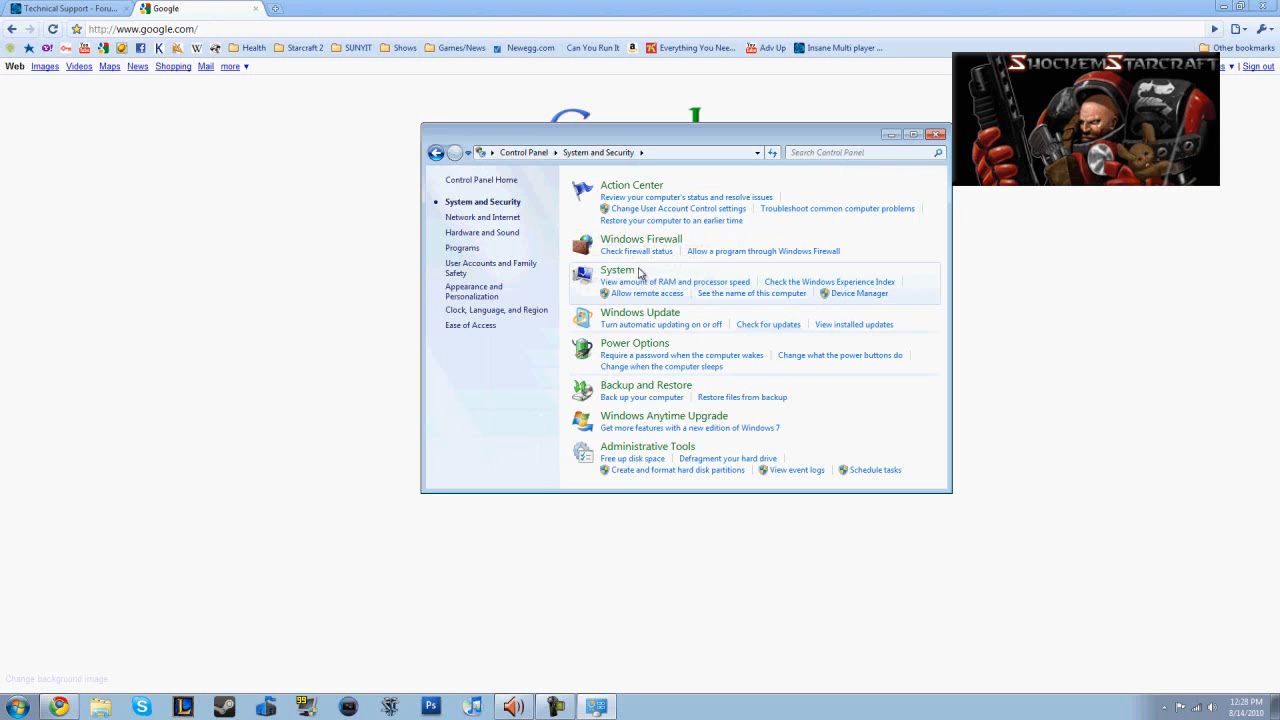 Technical Support - Foru...
Google
http://www.google.com/
Health
Starcraft 2
SUNYIT
Shows
Games/News
Newegg.com
Can You Run It
Everything You Nee...
Adv Up
Insane Multi player ...
Other bookmarks
Web Images Videos Maps News Shopping Mail more ▼
Sign out
SHOCKEMSTARCRAFT
Control Panel
System and Security
Search Control Panel
Control Panel Home
System and Security
Network and Internet
Hardware and Sound
Programs
User Accounts and Family
Safety
Appearance and
Personalization
Clock, Language, and Region
Ease of Access
Action Center
Review your computer's status and resolve issues
Change User Account Control settings Troubleshoot common computer problems
Restore your computer to an earlier time
Windows Firewall
Check firewall status Allow a program through Windows Firewall
System
View amount of RAM and processor speed Check the Windows Experience Index
Allow remote access See the name of this computer Device Manager
Windows Update
Turn automatic updating on or off Check for updates View installed updates
Power Options
Require a password when the computer wakes Change what the power buttons do
Change when the computer sleeps
Backup and Restore
Back up your computer Restore files from backup
Windows Anytime Upgrade
Get more features with a new edition of Windows 7
Administrative Tools
Free up disk space Defragment your hard drive
Create and format hard disk partitions View event logs Schedule tasks
Change background image
99
Ps
12:28 PM
8/14/2010